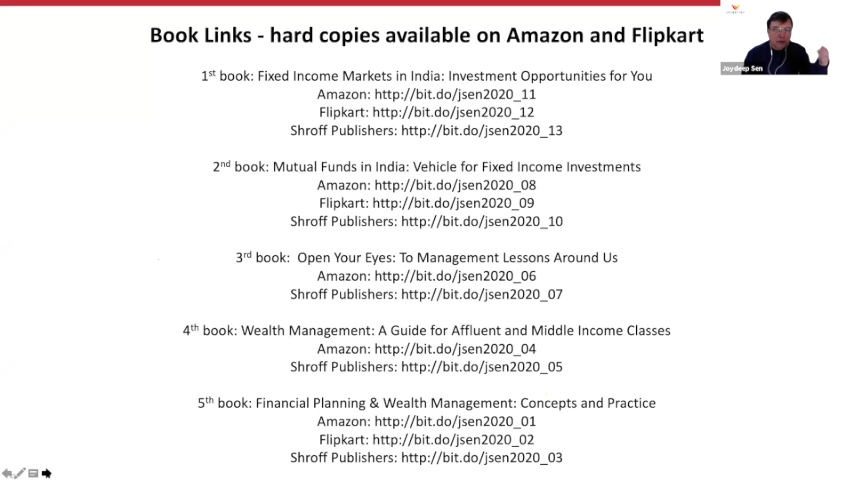 Book Links - hard copies available on Amazon and Flipkart
Joydeep Sen
1st book: Fixed Income Markets in India: Investment Opportunities for You
Amazon: http://bit.do/jsen2020_11
Flipkart: http://bit.do/jsen2020_12
Shroff Publishers: http://bit.do/jsen2020_13
2nd book: Mutual Funds in India: Vehicle for Fixed Income Investments
Amazon: http://bit.do/jsen2020_08
Flipkart: http://bit.do/jsen2020_09
Shroff Publishers: http://bit.do/jsen2020_10
3rd book:  Open Your Eyes: To Management Lessons Around Us
Amazon: http://bit.do/jsen2020_06
Shroff Publishers: http://bit.do/jsen2020_07
4th book: Wealth Management: A Guide for Affluent and Middle Income Classes
Amazon: http://bit.do/jsen2020_04
Shroff Publishers: http://bit.do/jsen2020_05
5th book: Financial Planning & Wealth Management: Concepts and Practice
Amazon: http://bit.do/jsen2020_01
Flipkart: http://bit.do/jsen2020_02
Shroff Publishers: http://bit.do/jsen2020_03